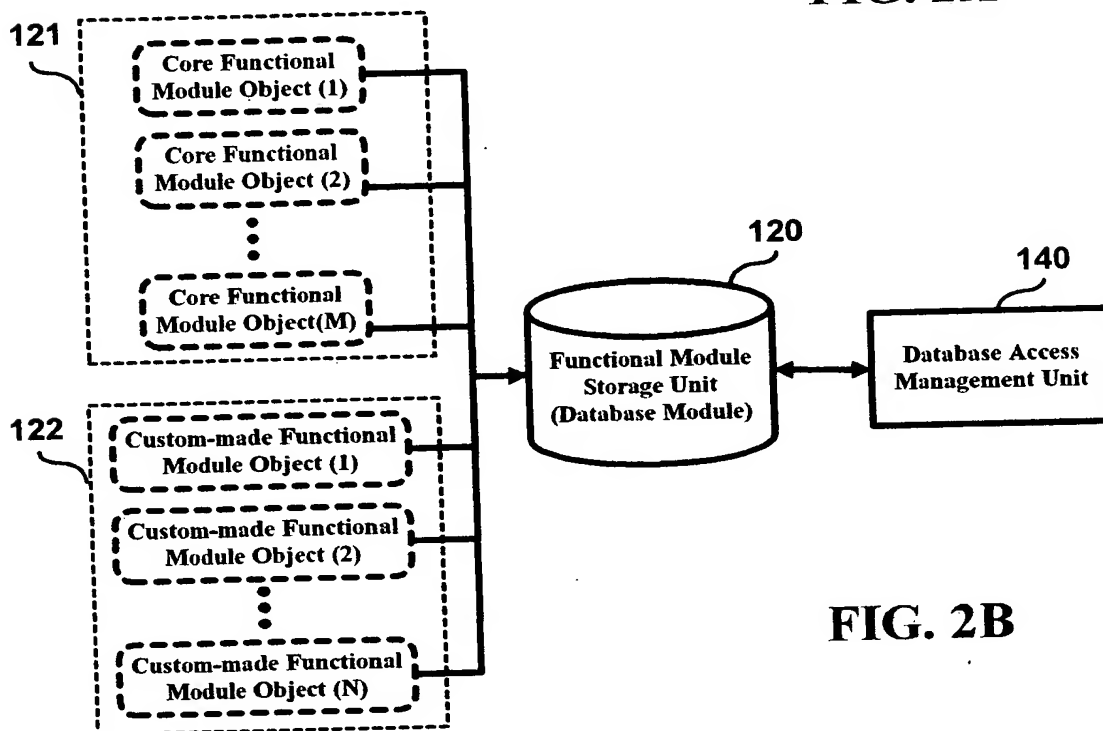 121
Core Functional
Module Object (1)
Core Functional
Module Object (2)
Core Functional
Module Object(M)
120
Functional Module
Storage Unit
(Database Module)
140
Database Access
Management Unit
122
Custom-made Functional
Module Object (1)
Custom-made Functional
Module Object (2)
Custom-made Functional
Module Object (N)
FIG. 2B